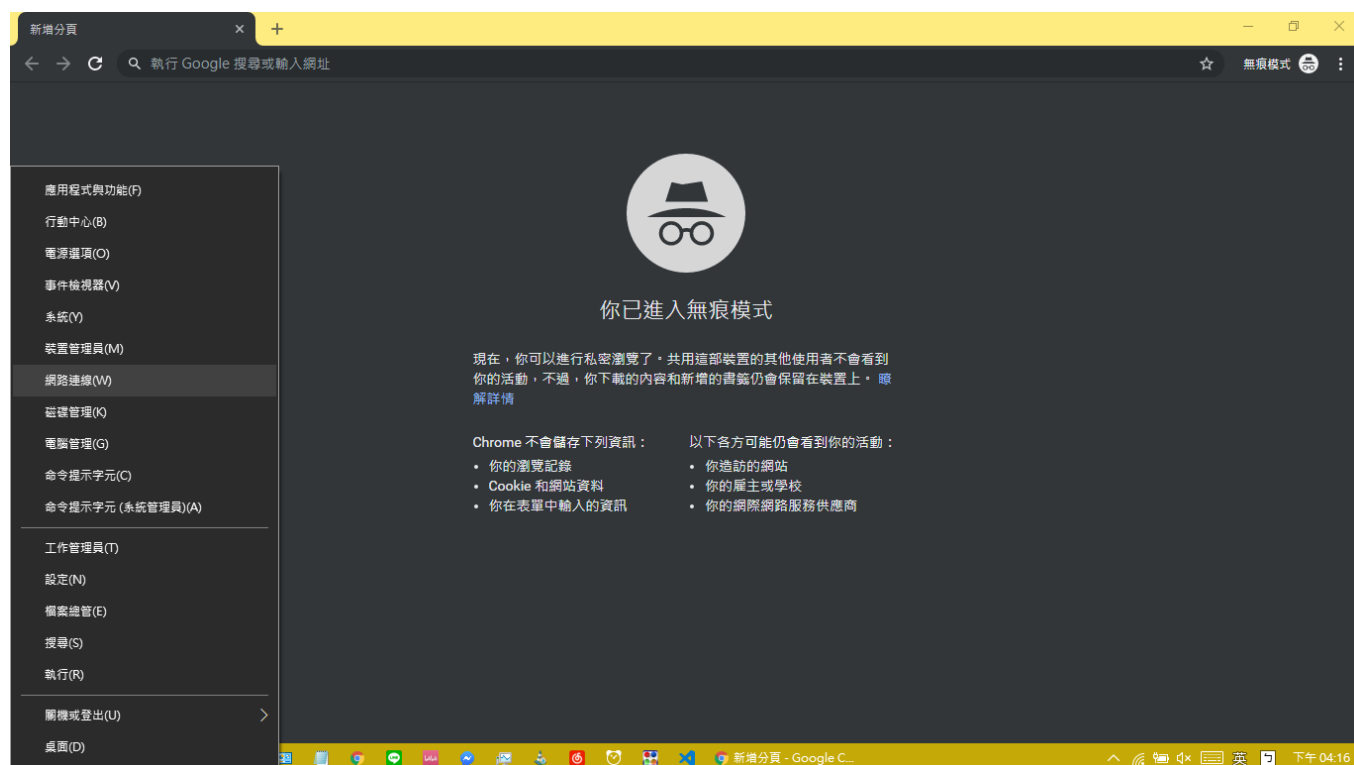 新增分頁
執行 Google 搜尋或輸入網址
無痕模式
應用程式與功能(F)
行動中心(B)
電源選項(O)
事件檢視器(V)
系統(Y)
裝置管理員(M)
網路連線(W)
磁碟管理(K)
電腦管理(G)
命令提示字元(C)
命令提示字元 (系統管理員)(A)
工作管理員(T)
設定(N)
檔案總管(E)
搜尋(S)
執行(R)
關機或登出(U)
桌面(D)
你已進入無痕模式
現在，你可以進行私密瀏覽了。共用這部裝置的其他使用者不會看到
你的活動，不過，你下載的內容和新增的書籤仍會保留在裝置上。 瞭
解詳情
Chrome 不會儲存下列資訊：
• 你的瀏覽記錄
• Cookie 和網站資料
• 你在表單中輸入的資訊
以下各方可能仍會看到你的活動：
• 你造訪的網站
• 你的雇主或學校
• 你的網際網路服務供應商
新增分頁 - Google C...
英
ㄅ
下午 04:16